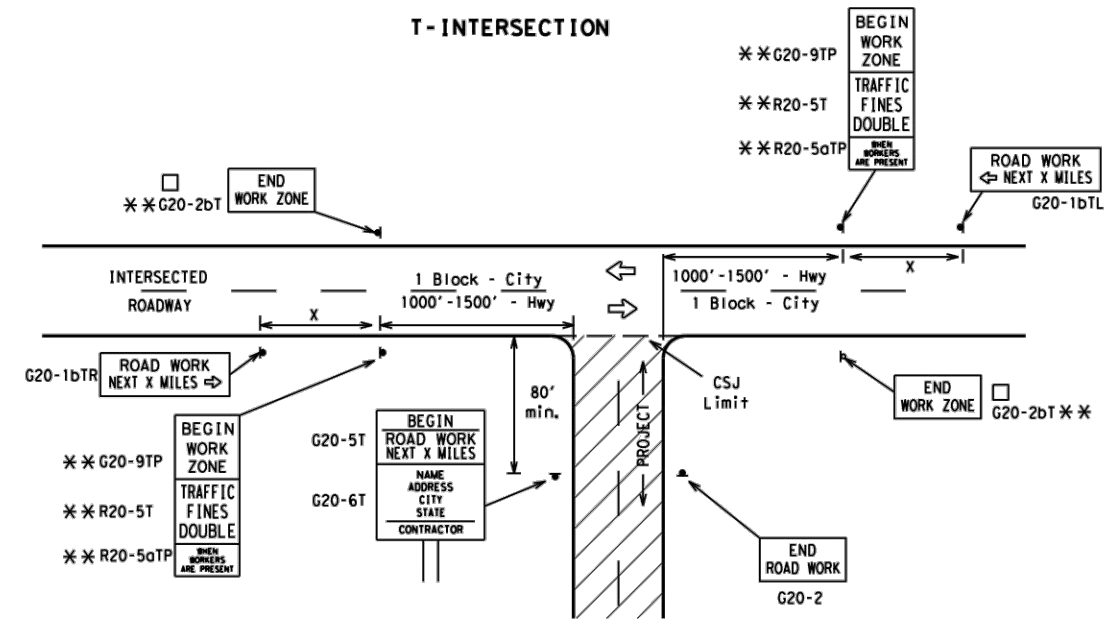 T-INTERSECTION
BEGIN
WORK
ZONE
TRAFFIC
FINES
DOUBLE
WHEN
WORKERS
ARE PRESENT
**G20-9TP
**R20-5T
**R20-5aTP
ROAD WORK
⇦ NEXT X MILES
G20-1bTL
END
WORK ZONE
□
**G20-2bT
INTERSECTED
ROADWAY
1 Block - City
1000'-1500' - Hwy
X
1000'-1500' - Hwy
1 Block - City
X
G20-1bTR
ROAD WORK
NEXT X MILES ⇨
80'
min.
PROJECT
CSJ
Limit
END
WORK ZONE
□
G20-2bT**
BEGIN
WORK
ZONE
TRAFFIC
FINES
DOUBLE
WHEN
WORKERS
ARE PRESENT
**G20-9TP
**R20-5T
**R20-5aTP
G20-5T
BEGIN
ROAD WORK
NEXT X MILES
G20-6T
NAME
ADDRESS
CITY
STATE
CONTRACTOR
END
ROAD WORK
G20-2